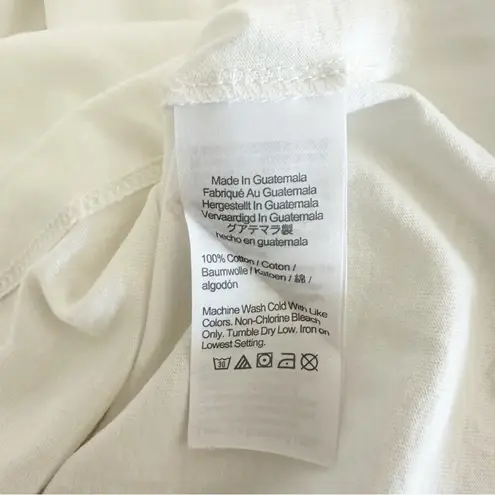 Made In Guatemala
Fabriqué Au Guatemala
Hergestellt In Guatemala
Vervaardigd In Guatemala
グアテマラ製
hecho en guatemala
100% Cotton / Coton /
Baumwolle / Katoen / 綿 /
algodón
Machine Wash Cold With Like
Colors. Non-Chlorine Bleach
Only. Tumble Dry Low. Iron on
Lowest Setting.
30